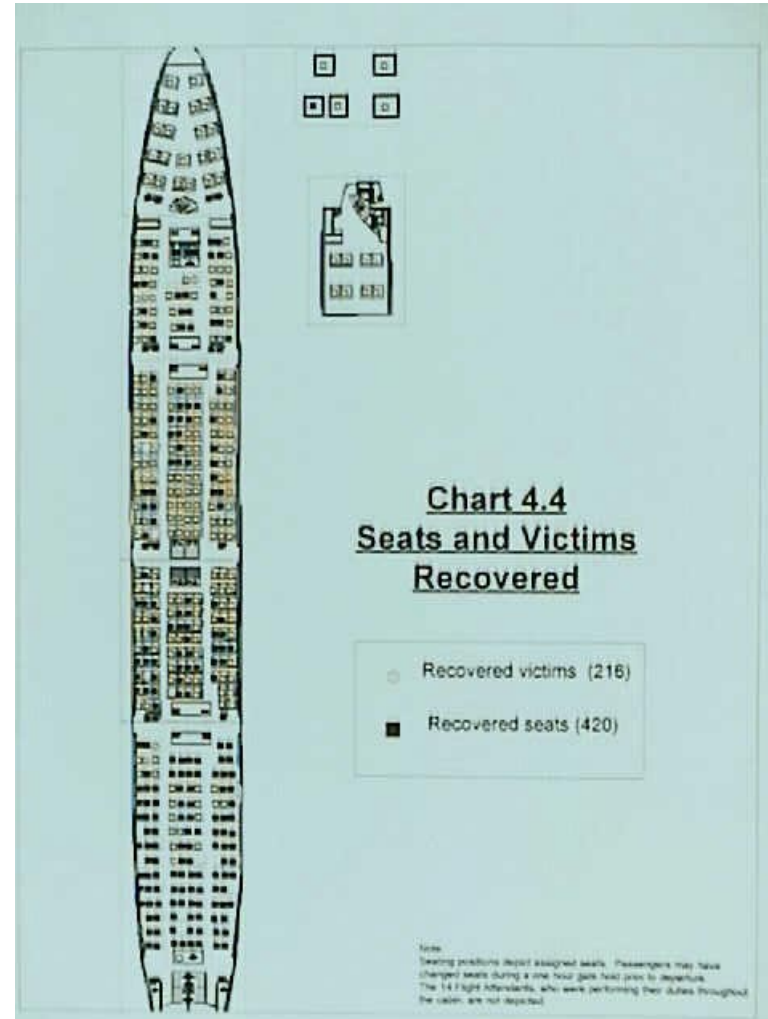 Chart 4.4
Seats and Victims
Recovered
Recovered victims (216)
Recovered seats (420)
Note
Seating positions depict assigned seats. Passengers may have
changed seats during a one hour gate hold prior to departure.
The 14 Flight Attendants, who were performing their duties throughout
the cabin, are not depicted.